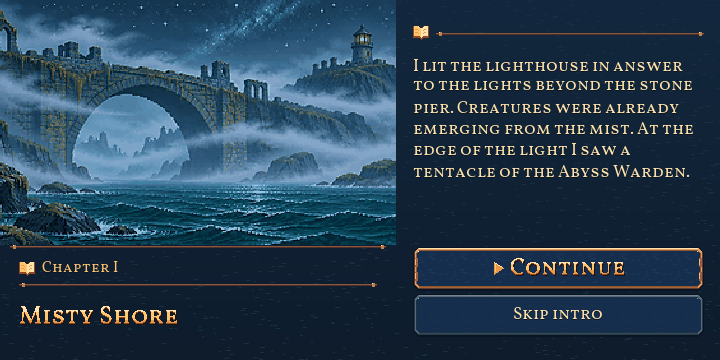 Chapter I
Misty Shore
I lit the lighthouse in answer
to the lights beyond the stone
pier. Creatures were already
emerging from the mist. At the
edge of the light I saw a
tentacle of the Abyss Warden.
Continue
Skip intro